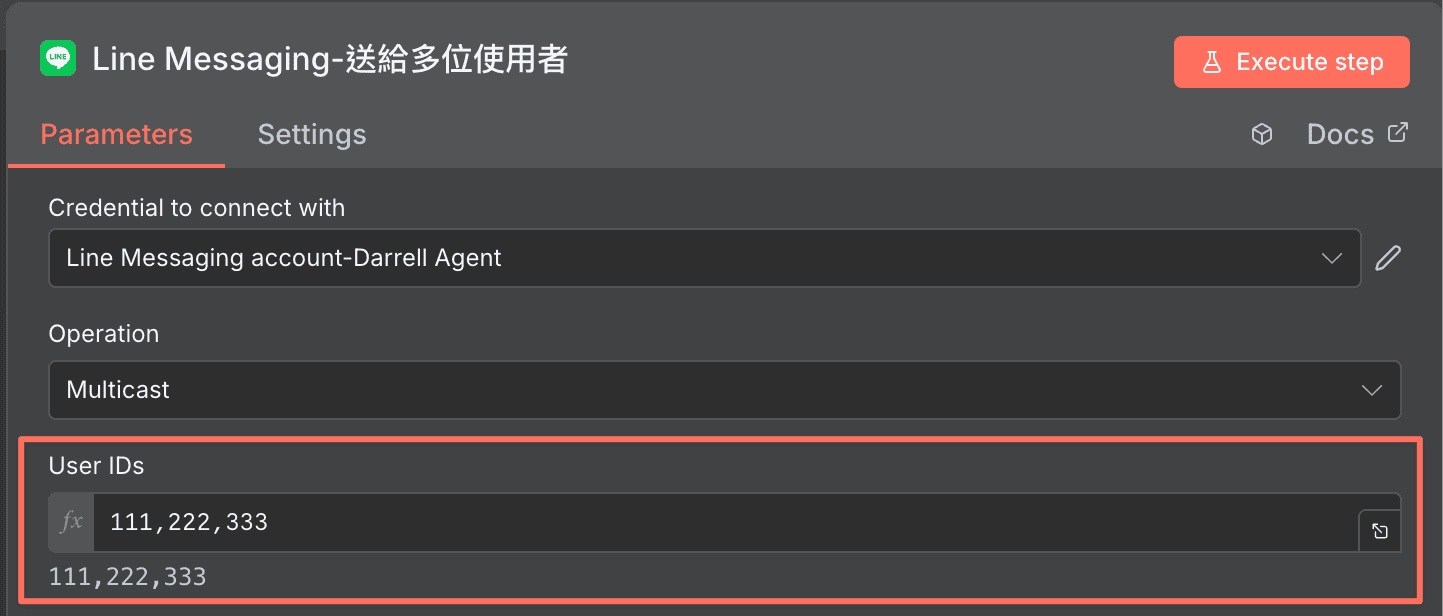 LINE
Line Messaging-送給多位使用者
Execute step
Parameters
Settings
Docs
Credential to connect with
Line Messaging account-Darrell Agent
Operation
Multicast
User IDs
fx
111,222,333
111,222,333